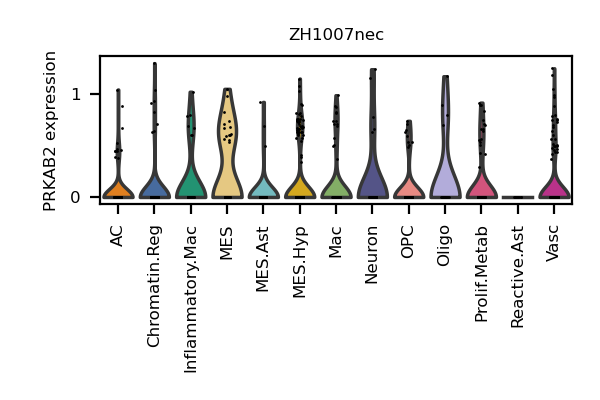 ZH1007nec
PRKAB2 expression
1
0
AC
Chromatin.Reg
Inflammatory.Mac
MES
MES.Ast
MES.Hyp
Mac
Neuron
OPC
Oligo
Prolif.Metab
Reactive.Ast
Vasc